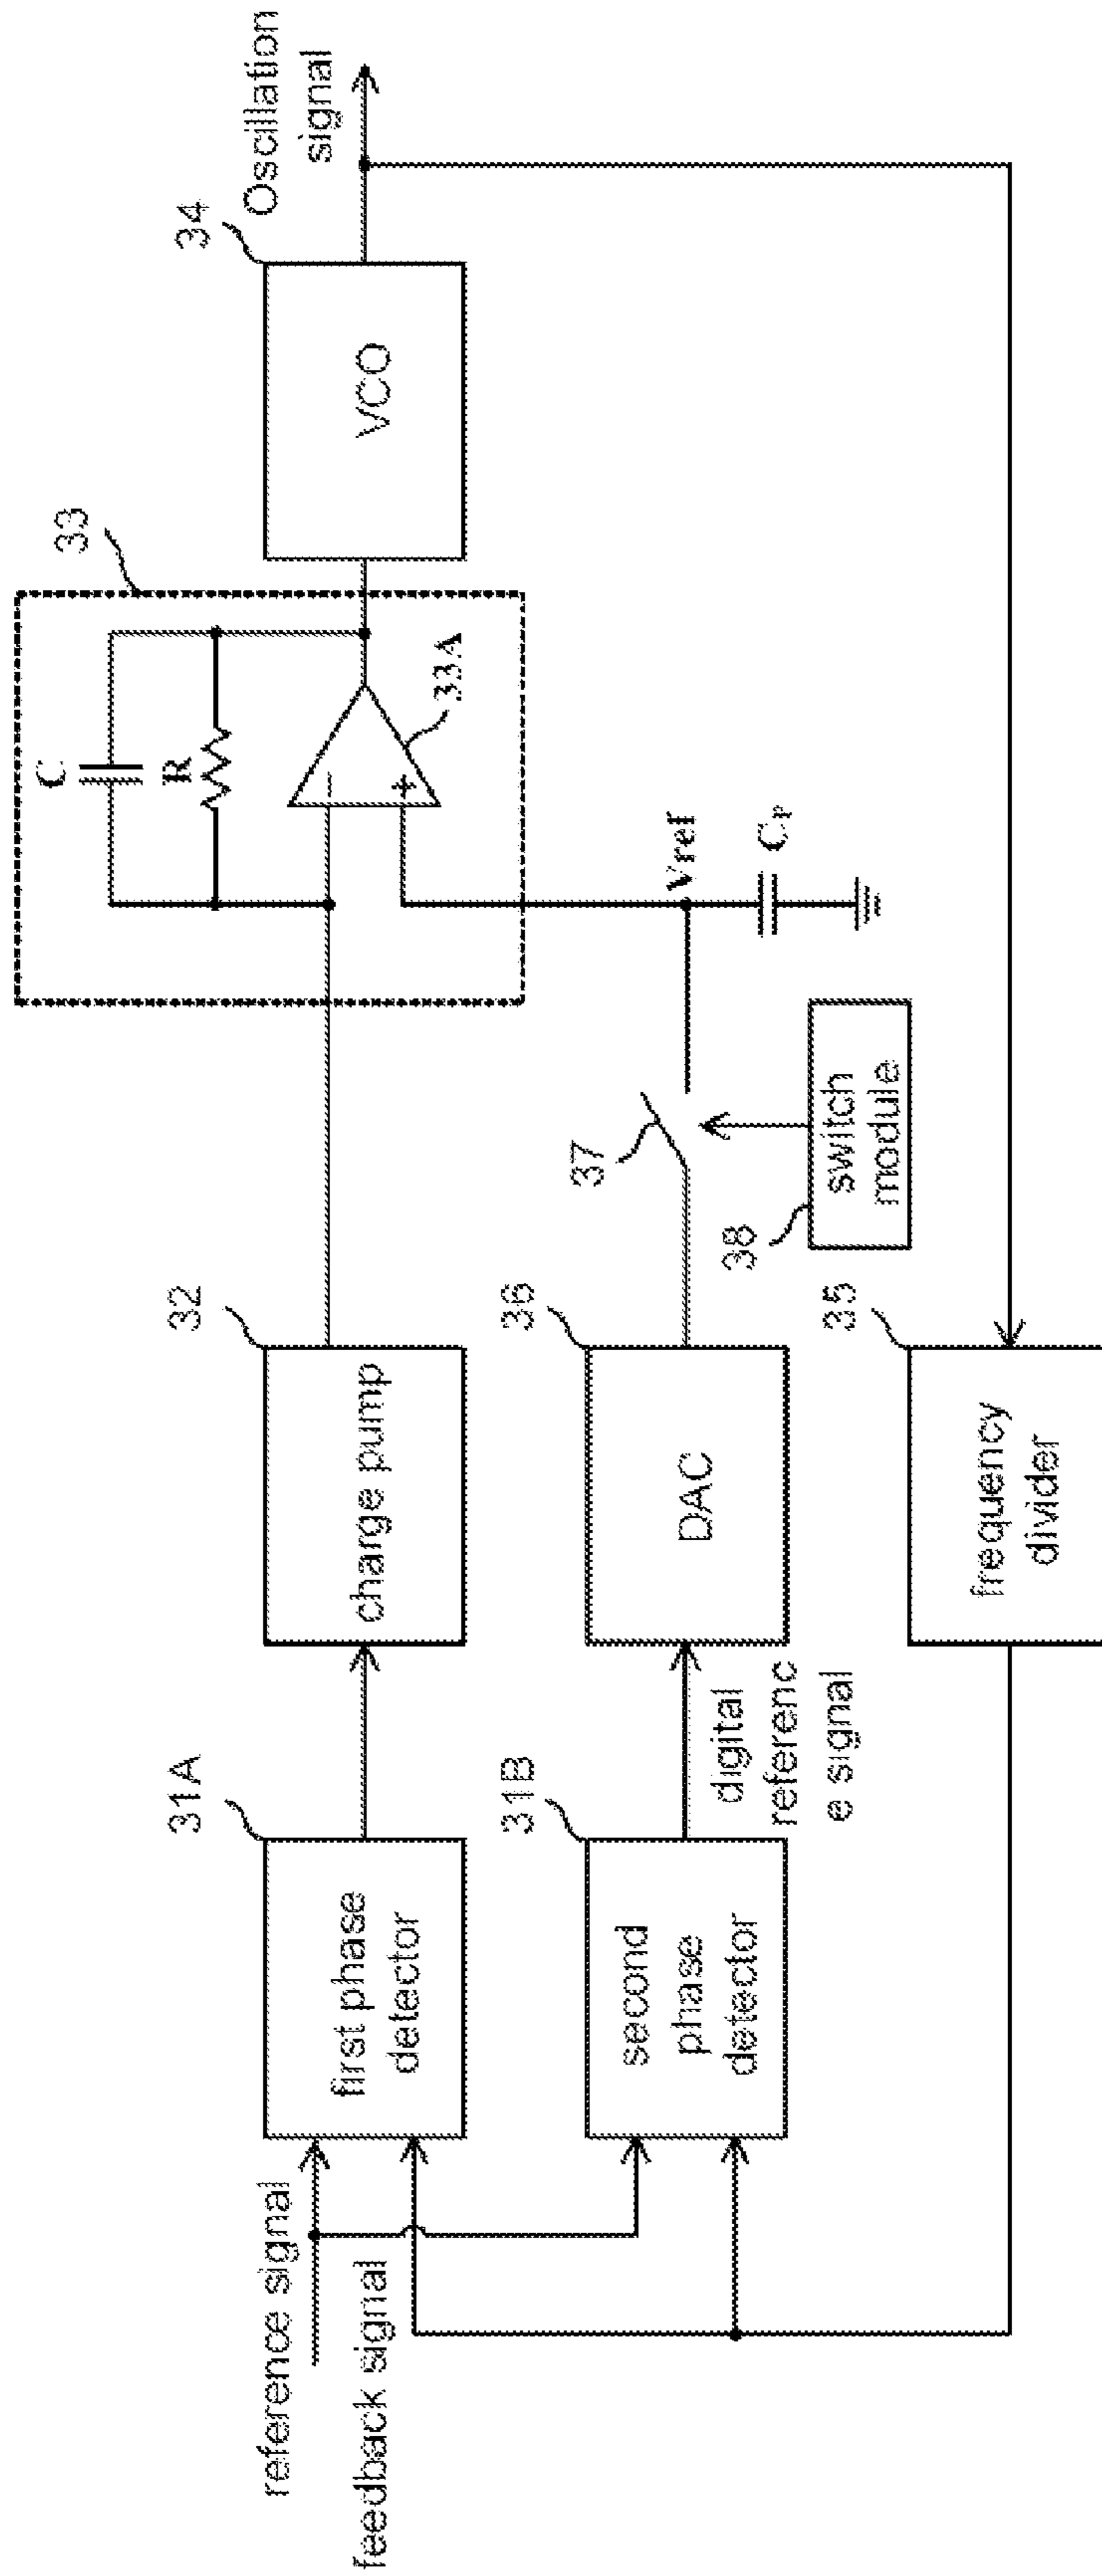 reference signal
feedback signal
31A
first phase
detector
32
charge pump
33
C
R
−
+
33A
34
VCO
Oscillation
signal
31B
second
phase
detector
digital
referenc
e signal
36
DAC
37
Vref
CP
38
switch
module
35
frequency
divider